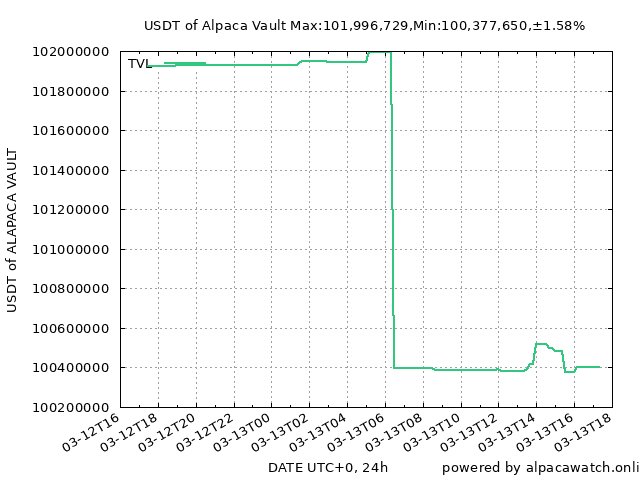 USDT of Alpaca Vault Max:101,996,729,Min:100,377,650,±1.58%
102000000
101800000
101600000
101400000
101200000
101000000
100800000
100600000
100400000
100200000
TVL
USDT of ALAPACA VAULT
03-12T16
03-12T18
03-12T20
03-12T22
03-13T00
03-13T02
03-13T04
03-13T06
03-13T08
03-13T10
03-13T12
03-13T14
03-13T16
03-13T18
DATE UTC+0, 24h
powered by alpacawatch.onli